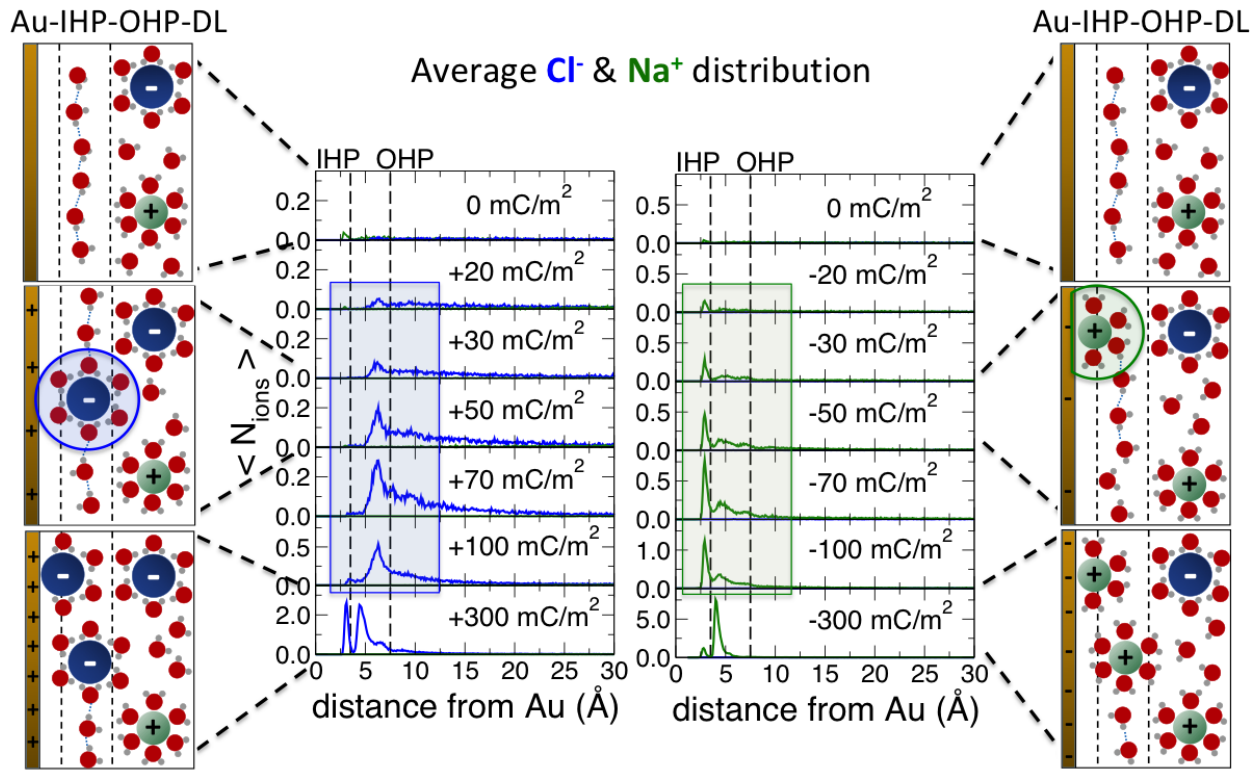 Au-IHP-OHP-DL
Au-IHP-OHP-DL
Average Cl⁻ & Na⁺ distribution
IHP OHP
0.2
0 mC/m²
0.0
0.2
+20 mC/m²
0.0
0.2
+30 mC/m²
0.0
0.2
+50 mC/m²
0.0
0.2
+70 mC/m²
0.0
0.5
+100 mC/m²
0.0
2.0
+300 mC/m²
0.0
0 5 10 15 20 25 30
distance from Au (Å)
< N_ions >
IHP OHP
0.5
0 mC/m²
0.0
0.5
-20 mC/m²
0.0
0.5
-30 mC/m²
0.0
0.5
-50 mC/m²
0.0
0.5
-70 mC/m²
0.0
1.0
-100 mC/m²
0.0
5.0
-300 mC/m²
0.0
0 5 10 15 20 25 30
distance from Au (Å)